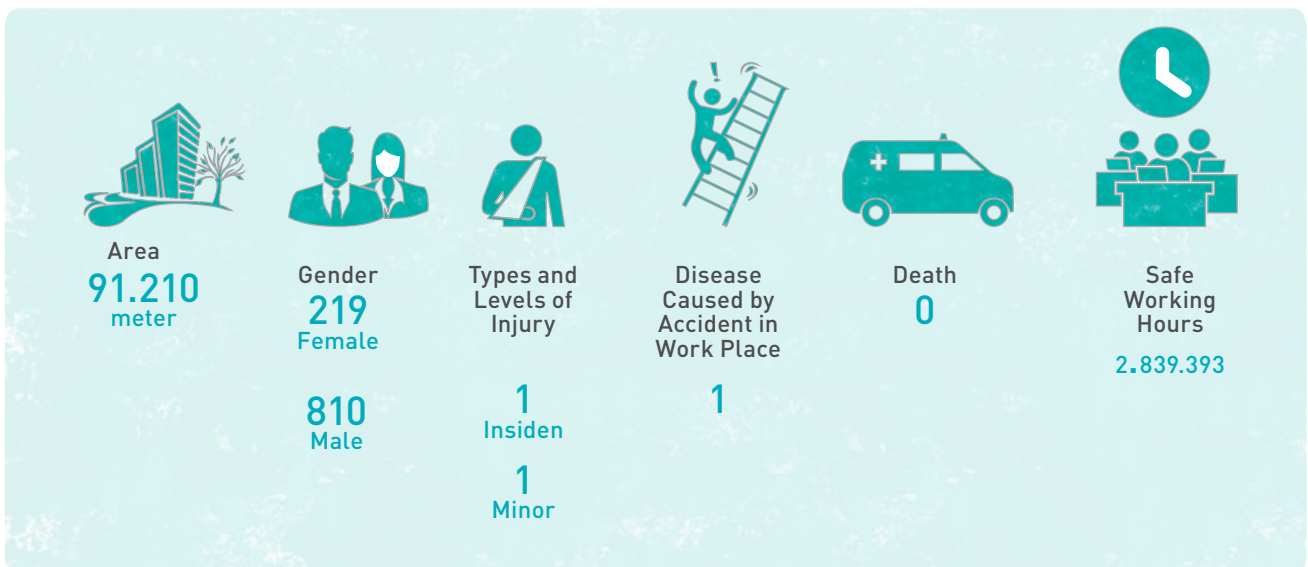 Area
91.210
meter
Gender
219
Female
810
Male
Types and
Levels of
Injury
1
Insiden
1
Minor
Disease
Caused by
Accident in
Work Place
1
Death
0
Safe
Working
Hours
2.839.393